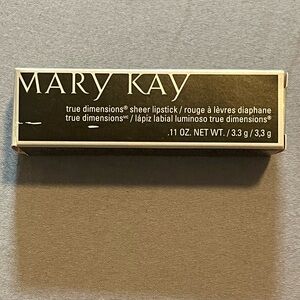 MARY KAY
true dimensions® sheer lipstick / rouge à lèvres diaphane
true dimensionsMC / lápiz labial luminoso true dimensions®
.11 OZ. NET WT. / 3.3 g / 3,3 g